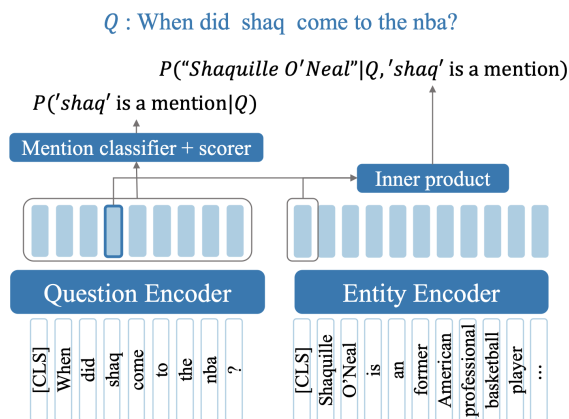 Q : When did shaq come to the nba?
P(“Shaquille O′Neal”|Q, ′shaq′ is a mention)
P(′shaq′ is a mention|Q)
Mention classifier + scorer
Inner product
Question Encoder
Entity Encoder
[CLS] When did shaq come to the nba ?
[CLS] Shaquille O’Neal is an former American professional basketball player ...